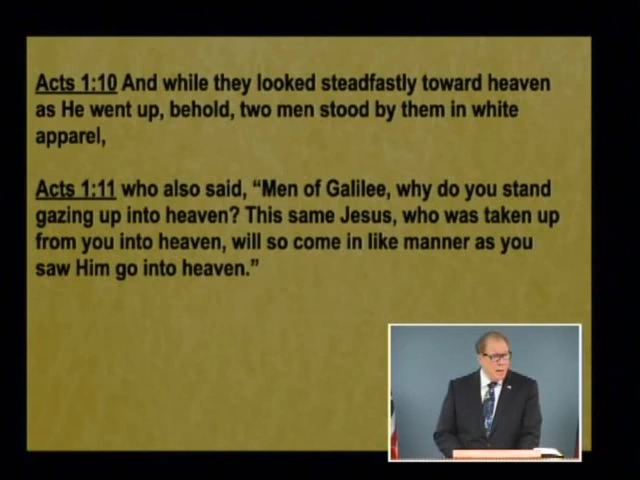 Acts 1:10 And while they looked steadfastly toward heaven
as He went up, behold, two men stood by them in white
apparel,
Acts 1:11 who also said, “Men of Galilee, why do you stand
gazing up into heaven? This same Jesus, who was taken up
from you into heaven, will so come in like manner as you
saw Him go into heaven.”